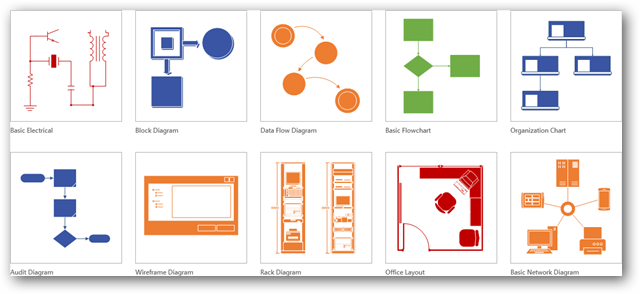 Basic Electrical
Block Diagram
Data Flow Diagram
Basic Flowchart
Organization Chart
Audit Diagram
Wireframe Diagram
Rack Diagram
Office Layout
Basic Network Diagram